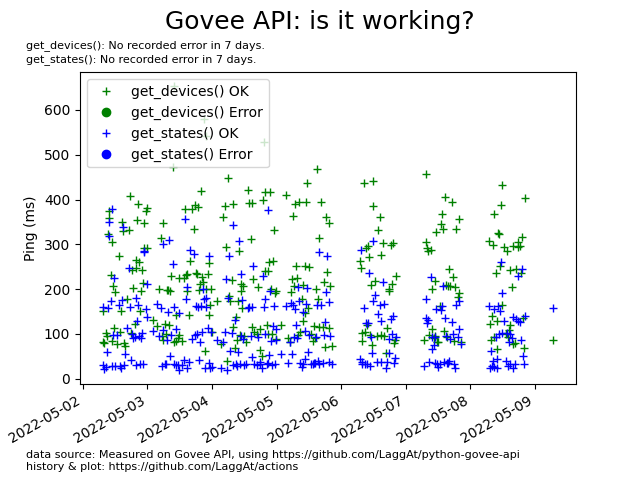 Govee API: is it working?
get_devices(): No recorded error in 7 days.
get_states(): No recorded error in 7 days.
get_devices() OK
get_devices() Error
get_states() OK
get_states() Error
Ping (ms)
600
500
400
300
200
100
0
2022-05-02
2022-05-03
2022-05-04
2022-05-05
2022-05-06
2022-05-07
2022-05-08
2022-05-09
data source: Measured on Govee API, using https://github.com/LaggAt/python-govee-api
history & plot: https://github.com/LaggAt/actions